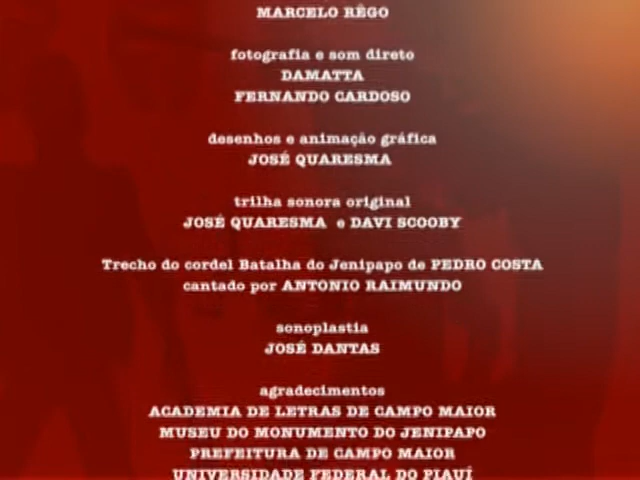 MARCELO RÊGO
fotografia e som direto
DAMATTA
FERNANDO CARDOSO
desenhos e animação gráfica
JOSÉ QUARESMA
trilha sonora original
JOSÉ QUARESMA e DAVI SCOOBY
Trecho do cordel Batalha do Jenipapo de PEDRO COSTA
cantado por ANTONIO RAIMUNDO
sonoplastia
JOSÉ DANTAS
agradecimentos
ACADEMIA DE LETRAS DE CAMPO MAIOR
MUSEU DO MONUMENTO DO JENIPAPO
PREFEITURA DE CAMPO MAIOR
UNIVERSIDADE FEDERAL DO PIAUÍ